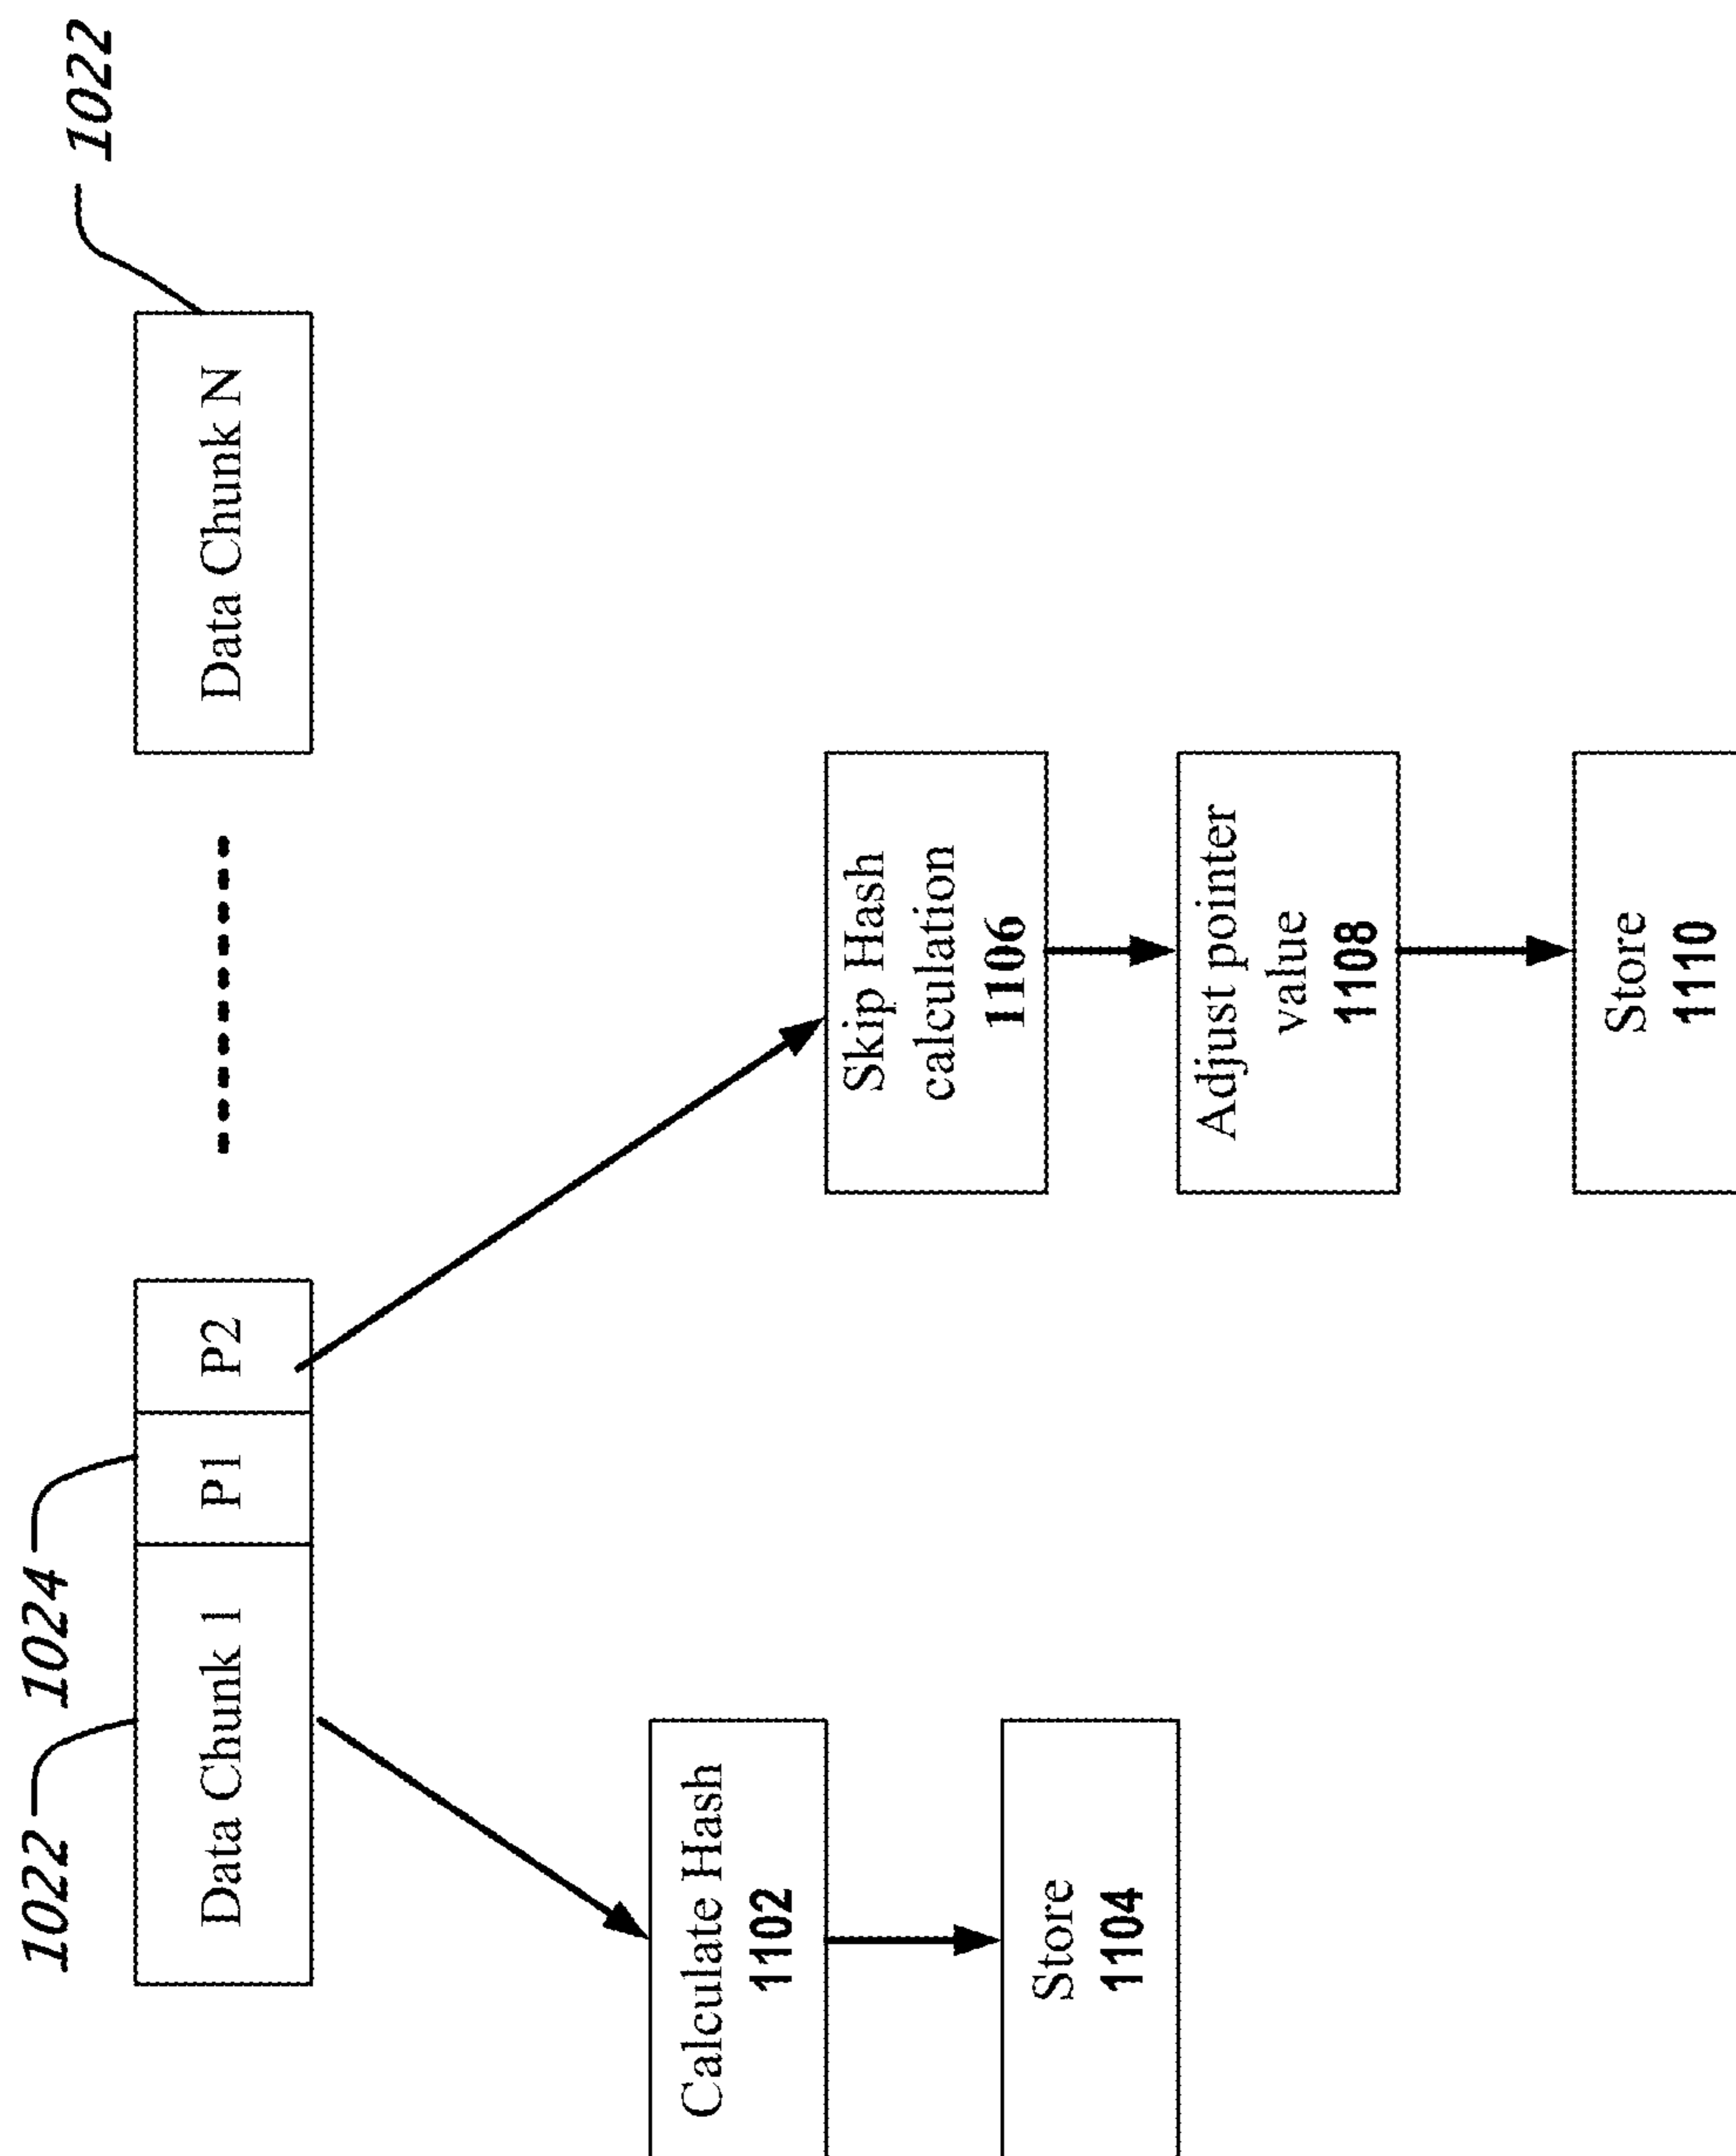 1022
1024
1022
Data Chunk 1
P1
P2
Data Chunk N
Calculate Hash
1102
Store
1104
Skip Hash
calculation
1106
Adjust pointer
value
1108
Store
1110